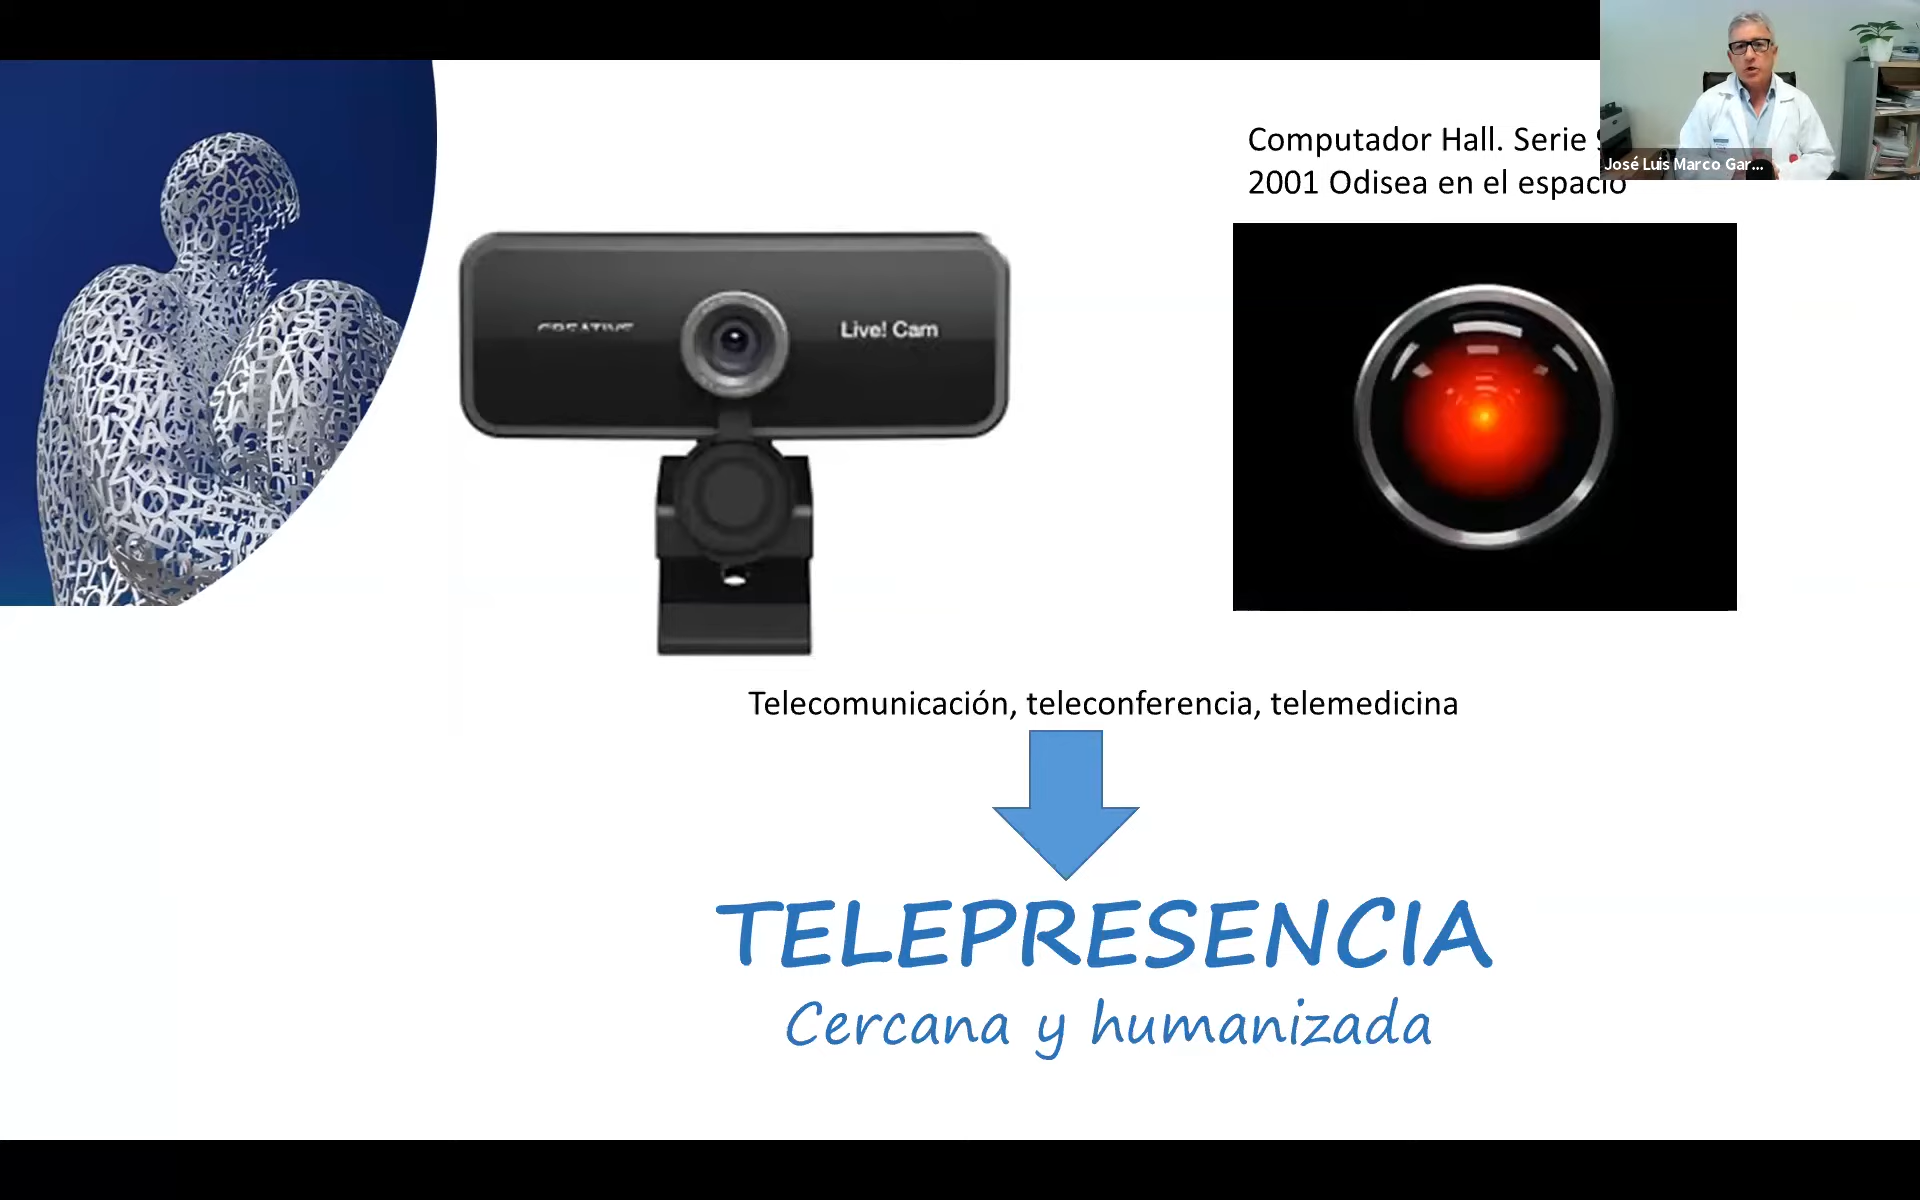 Computador Hall. Serie
2001 Odisea en el espacio
José Luis Marco Gar...
CREATIVE
Live! Cam
Telecomunicación, teleconferencia, telemedicina
TELEPRESENCIA
Cercana y humanizada